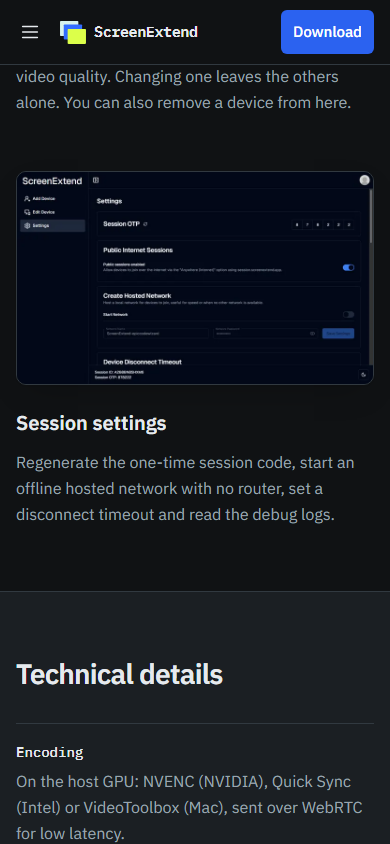 ScreenExtend
Download
video quality. Changing one leaves the others
alone. You can also remove a device from here.
ScreenExtend
Add Device
Edit Device
Settings
Settings
Session OTP
Public Internet Sessions
Public sessions enabled
Create Hosted Network
Start Network
Device Disconnect Timeout
Session settings
Regenerate the one-time session code, start an
offline hosted network with no router, set a
disconnect timeout and read the debug logs.
Technical details
Encoding
On the host GPU: NVENC (NVIDIA), Quick Sync
(Intel) or VideoToolbox (Mac), sent over WebRTC
for low latency.